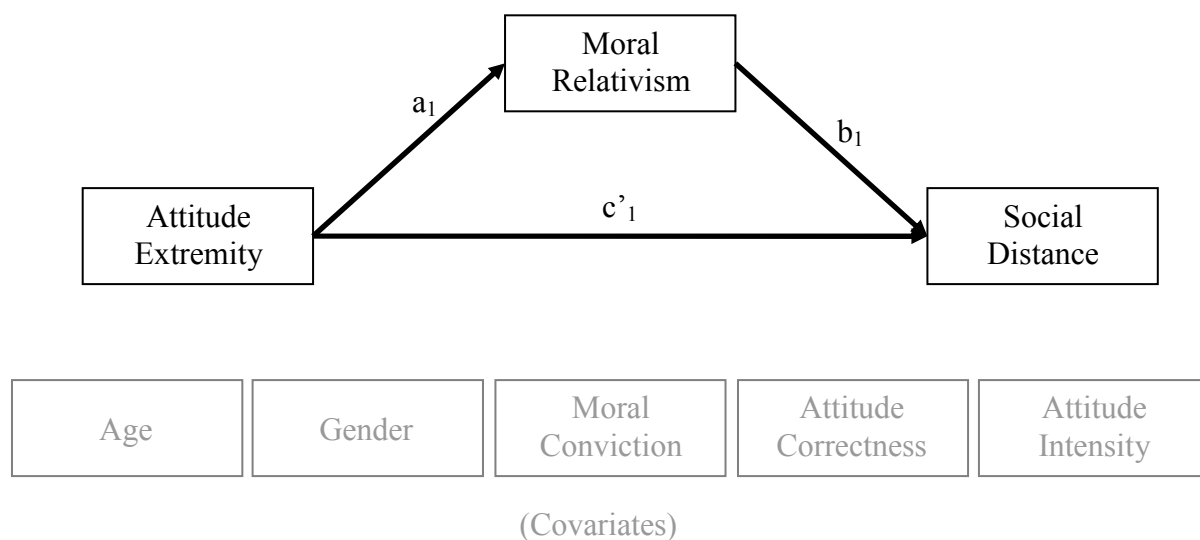 Moral
Relativism
a₁
b₁
Attitude
Extremity
c’₁
Social
Distance
Age
Gender
Moral
Conviction
Attitude
Correctness
Attitude
Intensity
(Covariates)